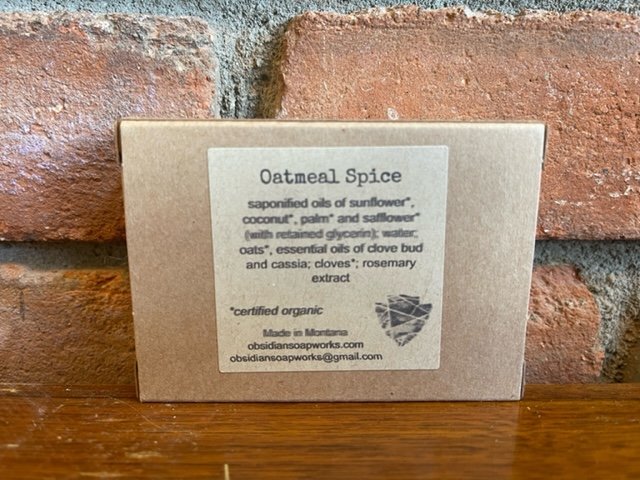 Oatmeal Spice
saponified oils of sunflower*,
coconut*, palm* and safflower*
(with retained glycerin); water;
oats*, essential oils of clove bud
and cassia; cloves*; rosemary
extract
*certified organic
Made in Montana
obsidiansoapworks.com
obsidiansoapworks@gmail.com